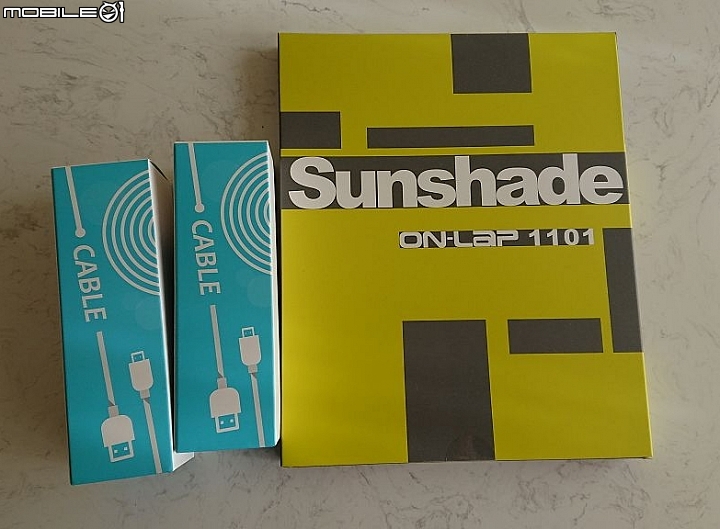 MOBILE01
CABLE
CABLE
Sunshade
ON-LAP 1101